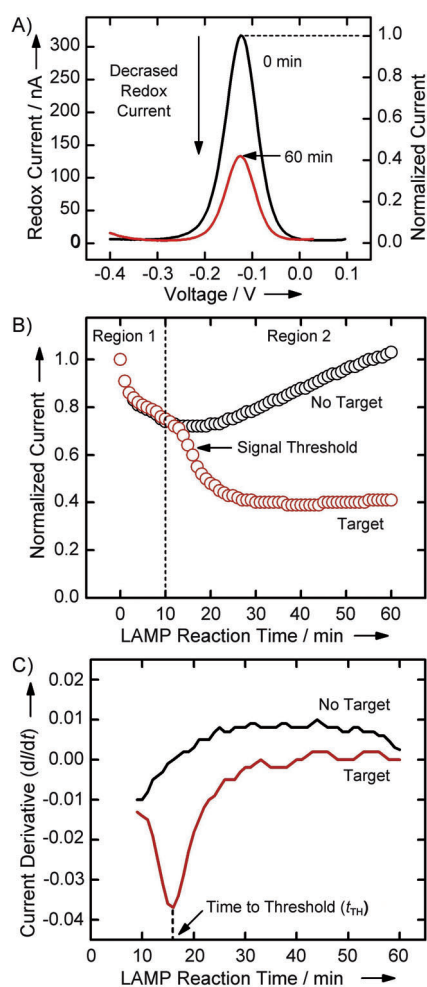 A)
Decrased
Redox
Current
0 min
60 min
Redox Current / nA
300
250
200
150
100
50
0
Normalized Current
1.0
0.8
0.6
0.4
0.2
0.0
-0.4 -0.3 -0.2 -0.1 0.0 0.1
Voltage / V
B)
Region 1
Region 2
No Target
Signal Threshold
Target
Normalized Current
1.0
0.8
0.6
0.4
0.2
0.0
0 10 20 30 40 50 60
LAMP Reaction Time / min
C)
No Target
Target
Time to Threshold (tTH)
Current Derivative (dI/dt)
0.02
0.01
0.00
-0.01
-0.02
-0.03
-0.04
0 10 20 30 40 50 60
LAMP Reaction Time / min